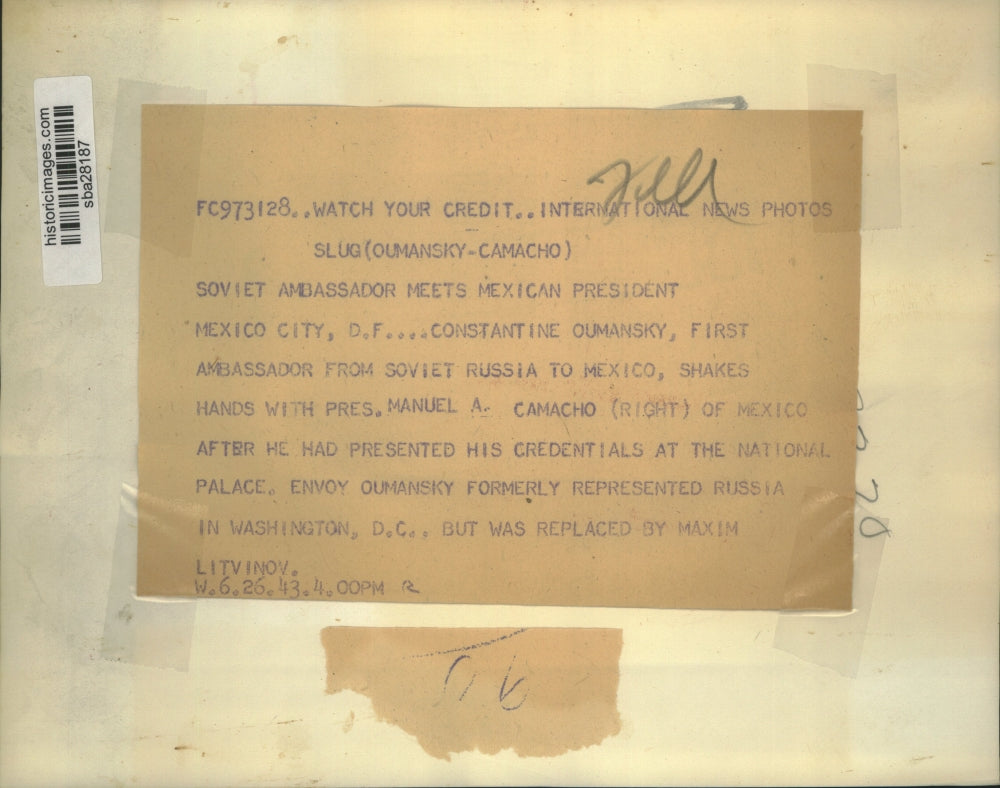 historicimages.com
sba28187
FC973128..WATCH YOUR CREDIT..INTERNATIONAL NEWS PHOTOS
SLUG(OUMANSKY-CAMACHO)
SOVIET AMBASSADOR MEETS MEXICAN PRESIDENT
MEXICO CITY, D.F....CONSTANTINE OUMANSKY, FIRST
AMBASSADOR FROM SOVIET RUSSIA TO MEXICO, SHAKES
HANDS WITH PRES. MANUEL A. CAMACHO (RIGHT) OF MEXICO
AFTER HE HAD PRESENTED HIS CREDENTIALS AT THE NATIONAL
PALACE. ENVOY OUMANSKY FORMERLY REPRESENTED RUSSIA
IN WASHINGTON, D.C., BUT WAS REPLACED BY MAXIM
LITVINOV.
W.6.26.43.4.00PM R